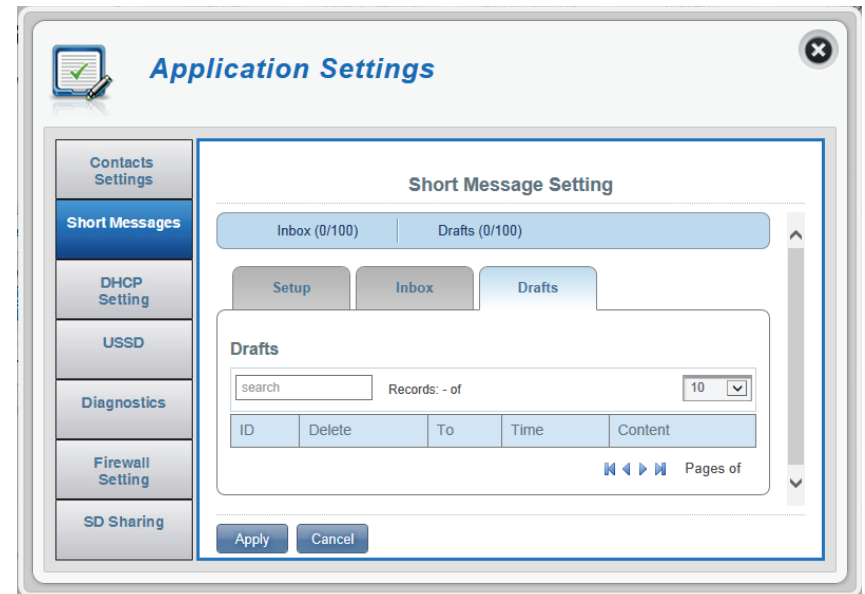 Application Settings
Contacts
Settings
Short Messages
DHCP
Setting
USSD
Diagnostics
Firewall
Setting
SD Sharing
Short Message Setting
Inbox (0/100) Drafts (0/100)
Setup Inbox Drafts
Drafts
search Records: - of 10
ID Delete To Time Content
Pages of
Apply Cancel